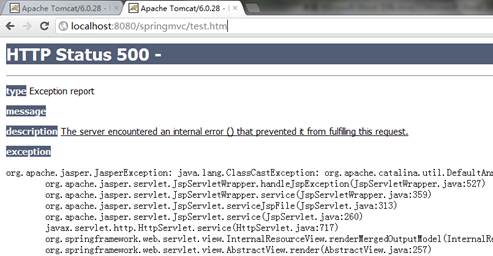 Apache Tomcat/6.0.28 -
Apache Tomcat/6.0.28 -
localhost:8080/springmvc/test.htm
HTTP Status 500 -
type Exception report
message
description The server encountered an internal error () that prevented it from fulfilling this request.
exception
org.apache.jasper.JasperException: java.lang.ClassCastException: org.apache.catalina.util.DefaultAn
org.apache.jasper.servlet.JspServletWrapper.handleJspException(JspServletWrapper.java:527)
org.apache.jasper.servlet.JspServletWrapper.service(JspServletWrapper.java:359)
org.apache.jasper.servlet.JspServlet.serviceJspFile(JspServlet.java:313)
org.apache.jasper.servlet.JspServlet.service(JspServlet.java:260)
javax.servlet.http.HttpServlet.service(HttpServlet.java:717)
org.springframework.web.servlet.view.InternalResourceView.renderMergedOutputModel(InternalRe
org.springframework.web.servlet.view.AbstractView.render(AbstractView.java:257)